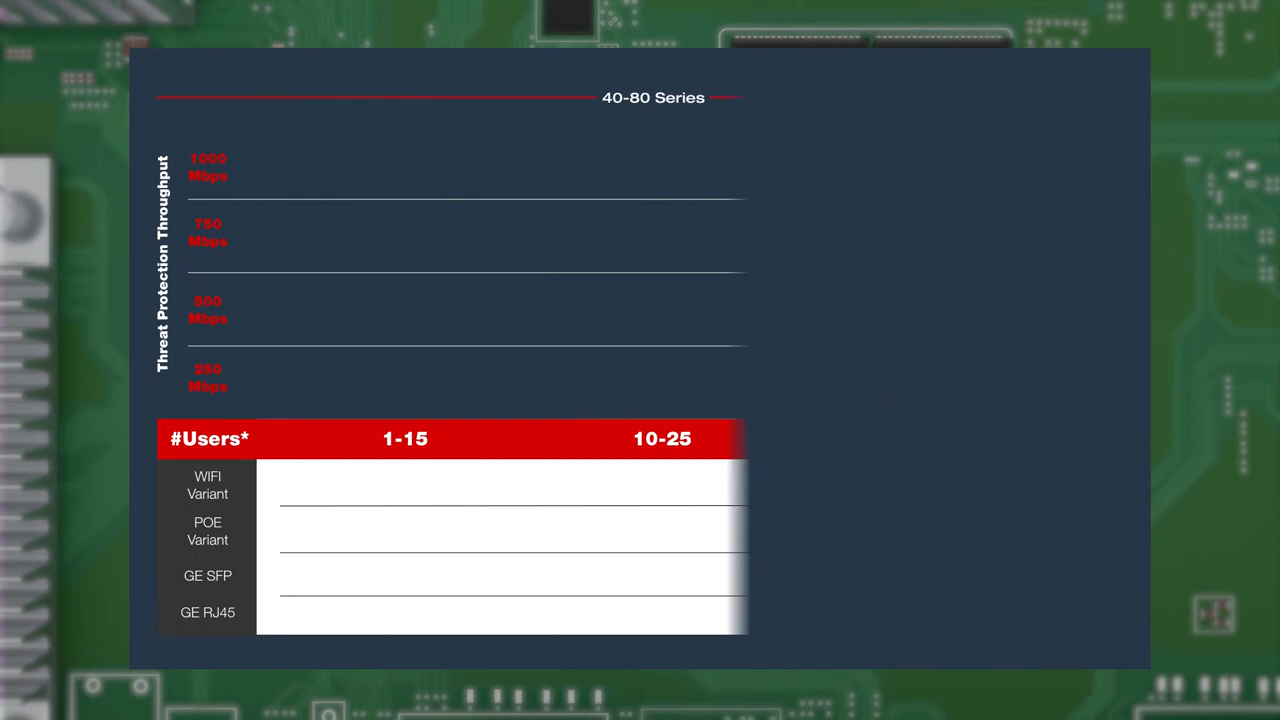 40-80 Series
Threat Protection Throughput
1000
Mbps
750
Mbps
500
Mbps
250
Mbps
#Users* 1-15 10-25
WIFI
Variant
POE
Variant
GE SFP
GE RJ45